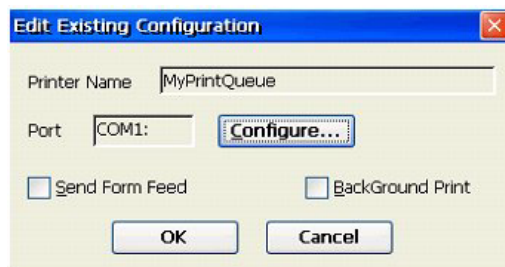 Edit Existing Configuration
Printer Name MyPrintQueue
Port COM1: Configure...
Send Form Feed BackGround Print
OK Cancel